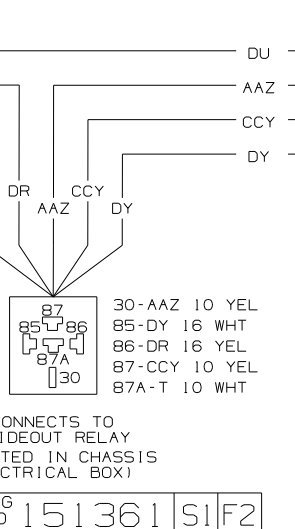 DU
AAZ
CCY
DY
DR
CCY
AAZ
DY
87
85
86
87A
30
30-AAZ 10 YEL
85-DY 16 WHT
86-DR 16 YEL
87-CCY 10 YEL
87A-T 10 WHT
ONNECTS TO
IDEOUT RELAY
TED IN CHASSIS
CTRICAL BOX)
G
151361 S1 F2